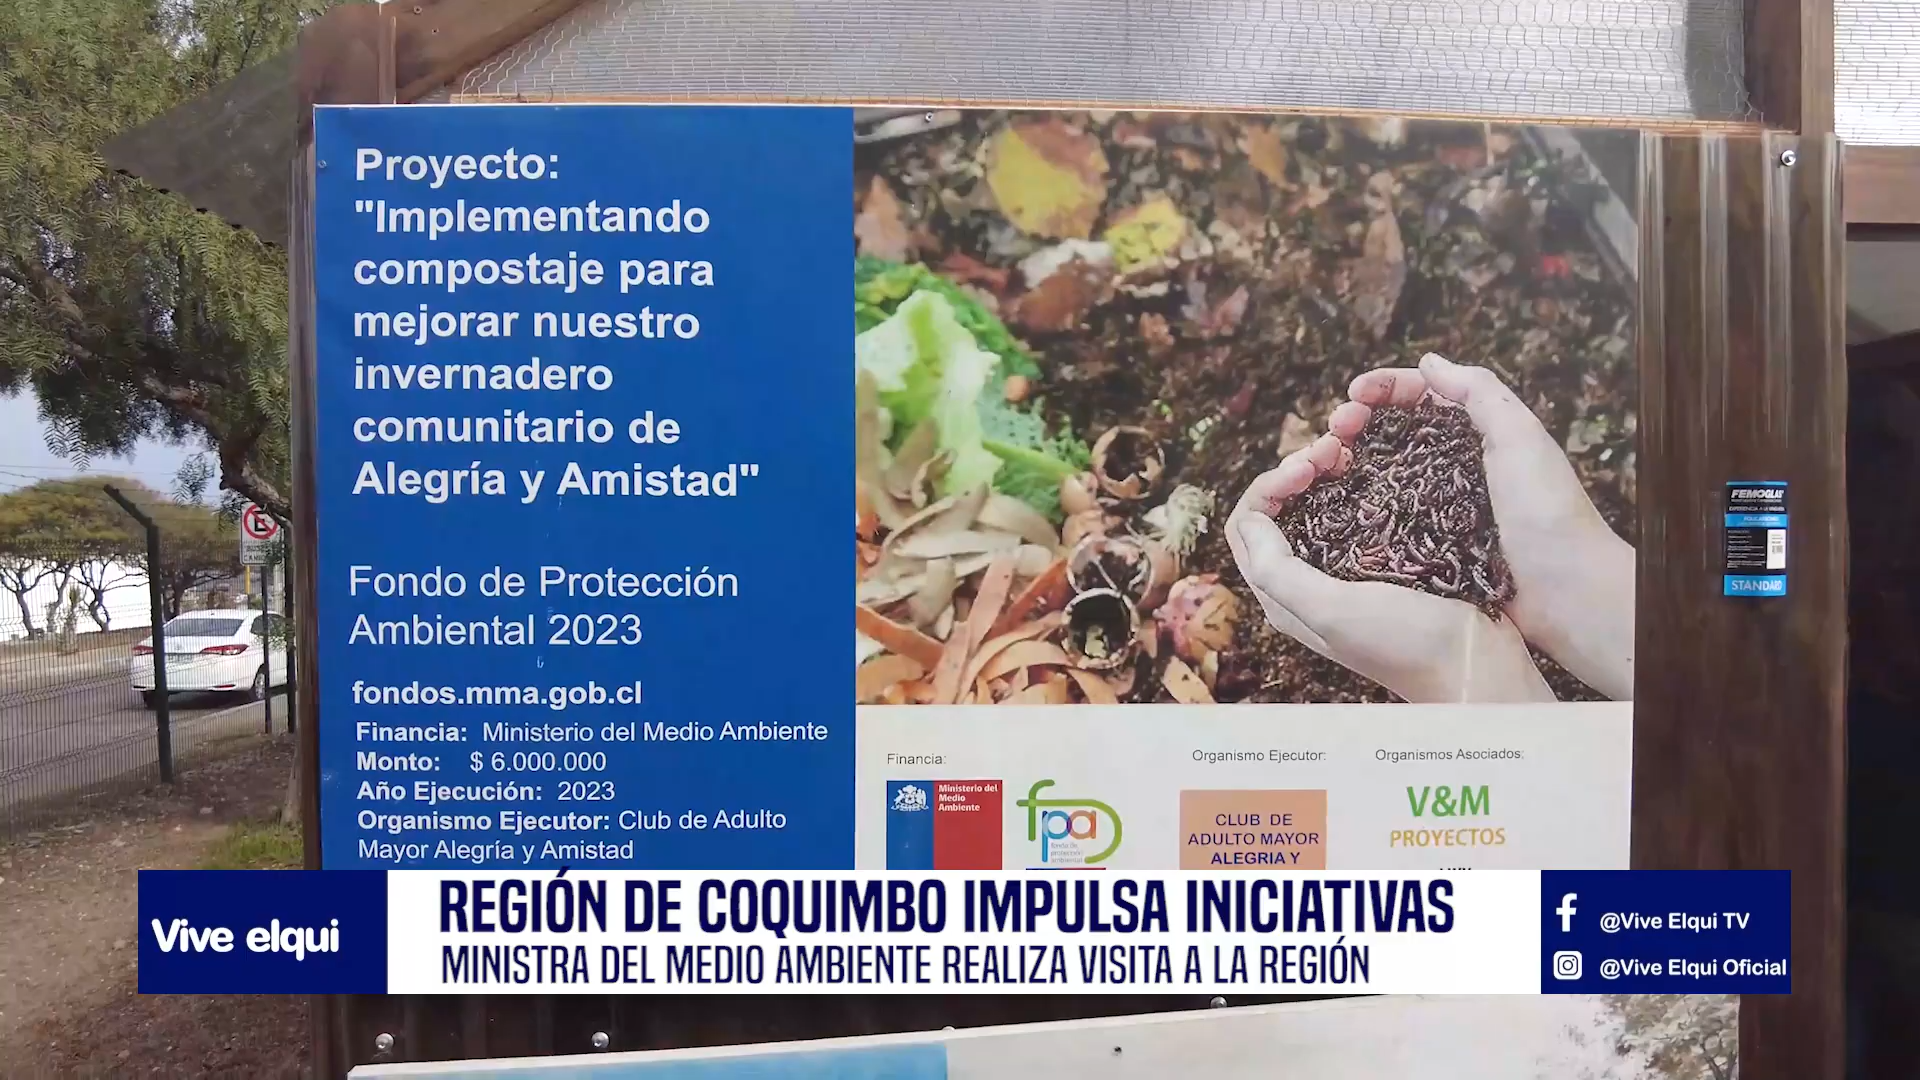 Proyecto:
"Implementando
compostaje para
mejorar nuestro
invernadero
comunitario de
Alegría y Amistad"
Fondo de Protección
Ambiental 2023
fondos.mma.gob.cl
Financia: Ministerio del Medio Ambiente
Monto: $ 6.000.000
Año Ejecución: 2023
Organismo Ejecutor: Club de Adulto
Mayor Alegría y Amistad
Financia:
Ministerio del
Medio
Ambiente
fpa
fondo de
protección
ambiental
Organismo Ejecutor:
CLUB DE
ADULTO MAYOR
ALEGRIA Y
Organismos Asociados:
V&M
PROYECTOS
FEMOGLAS
STANDARD
Vive elqui
REGIÓN DE COQUIMBO IMPULSA INICIATIVAS
MINISTRA DEL MEDIO AMBIENTE REALIZA VISITA A LA REGIÓN
@Vive Elqui TV
@Vive Elqui Oficial